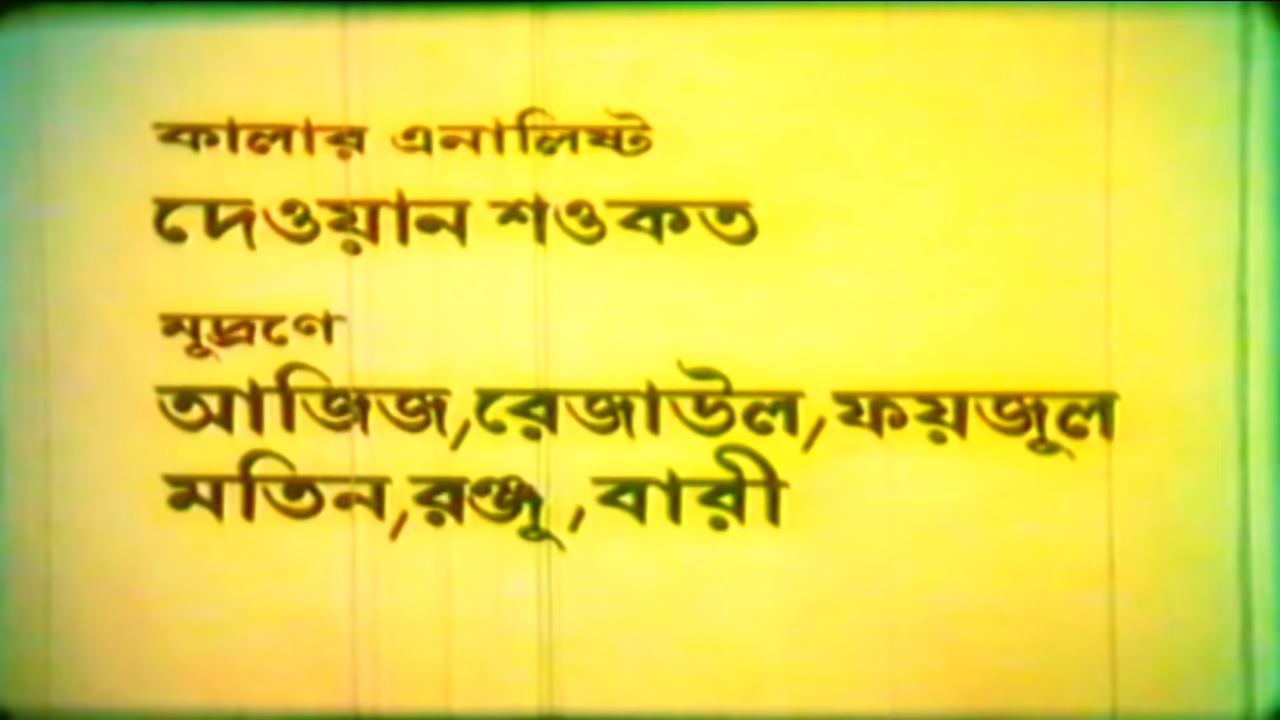 কালার এনালিষ্ট
দেওয়ান শওকত
মূদ্রণে
আজিজ,রেজাউল,ফয়জূল
মতিন,রঞ্জূ,বারী